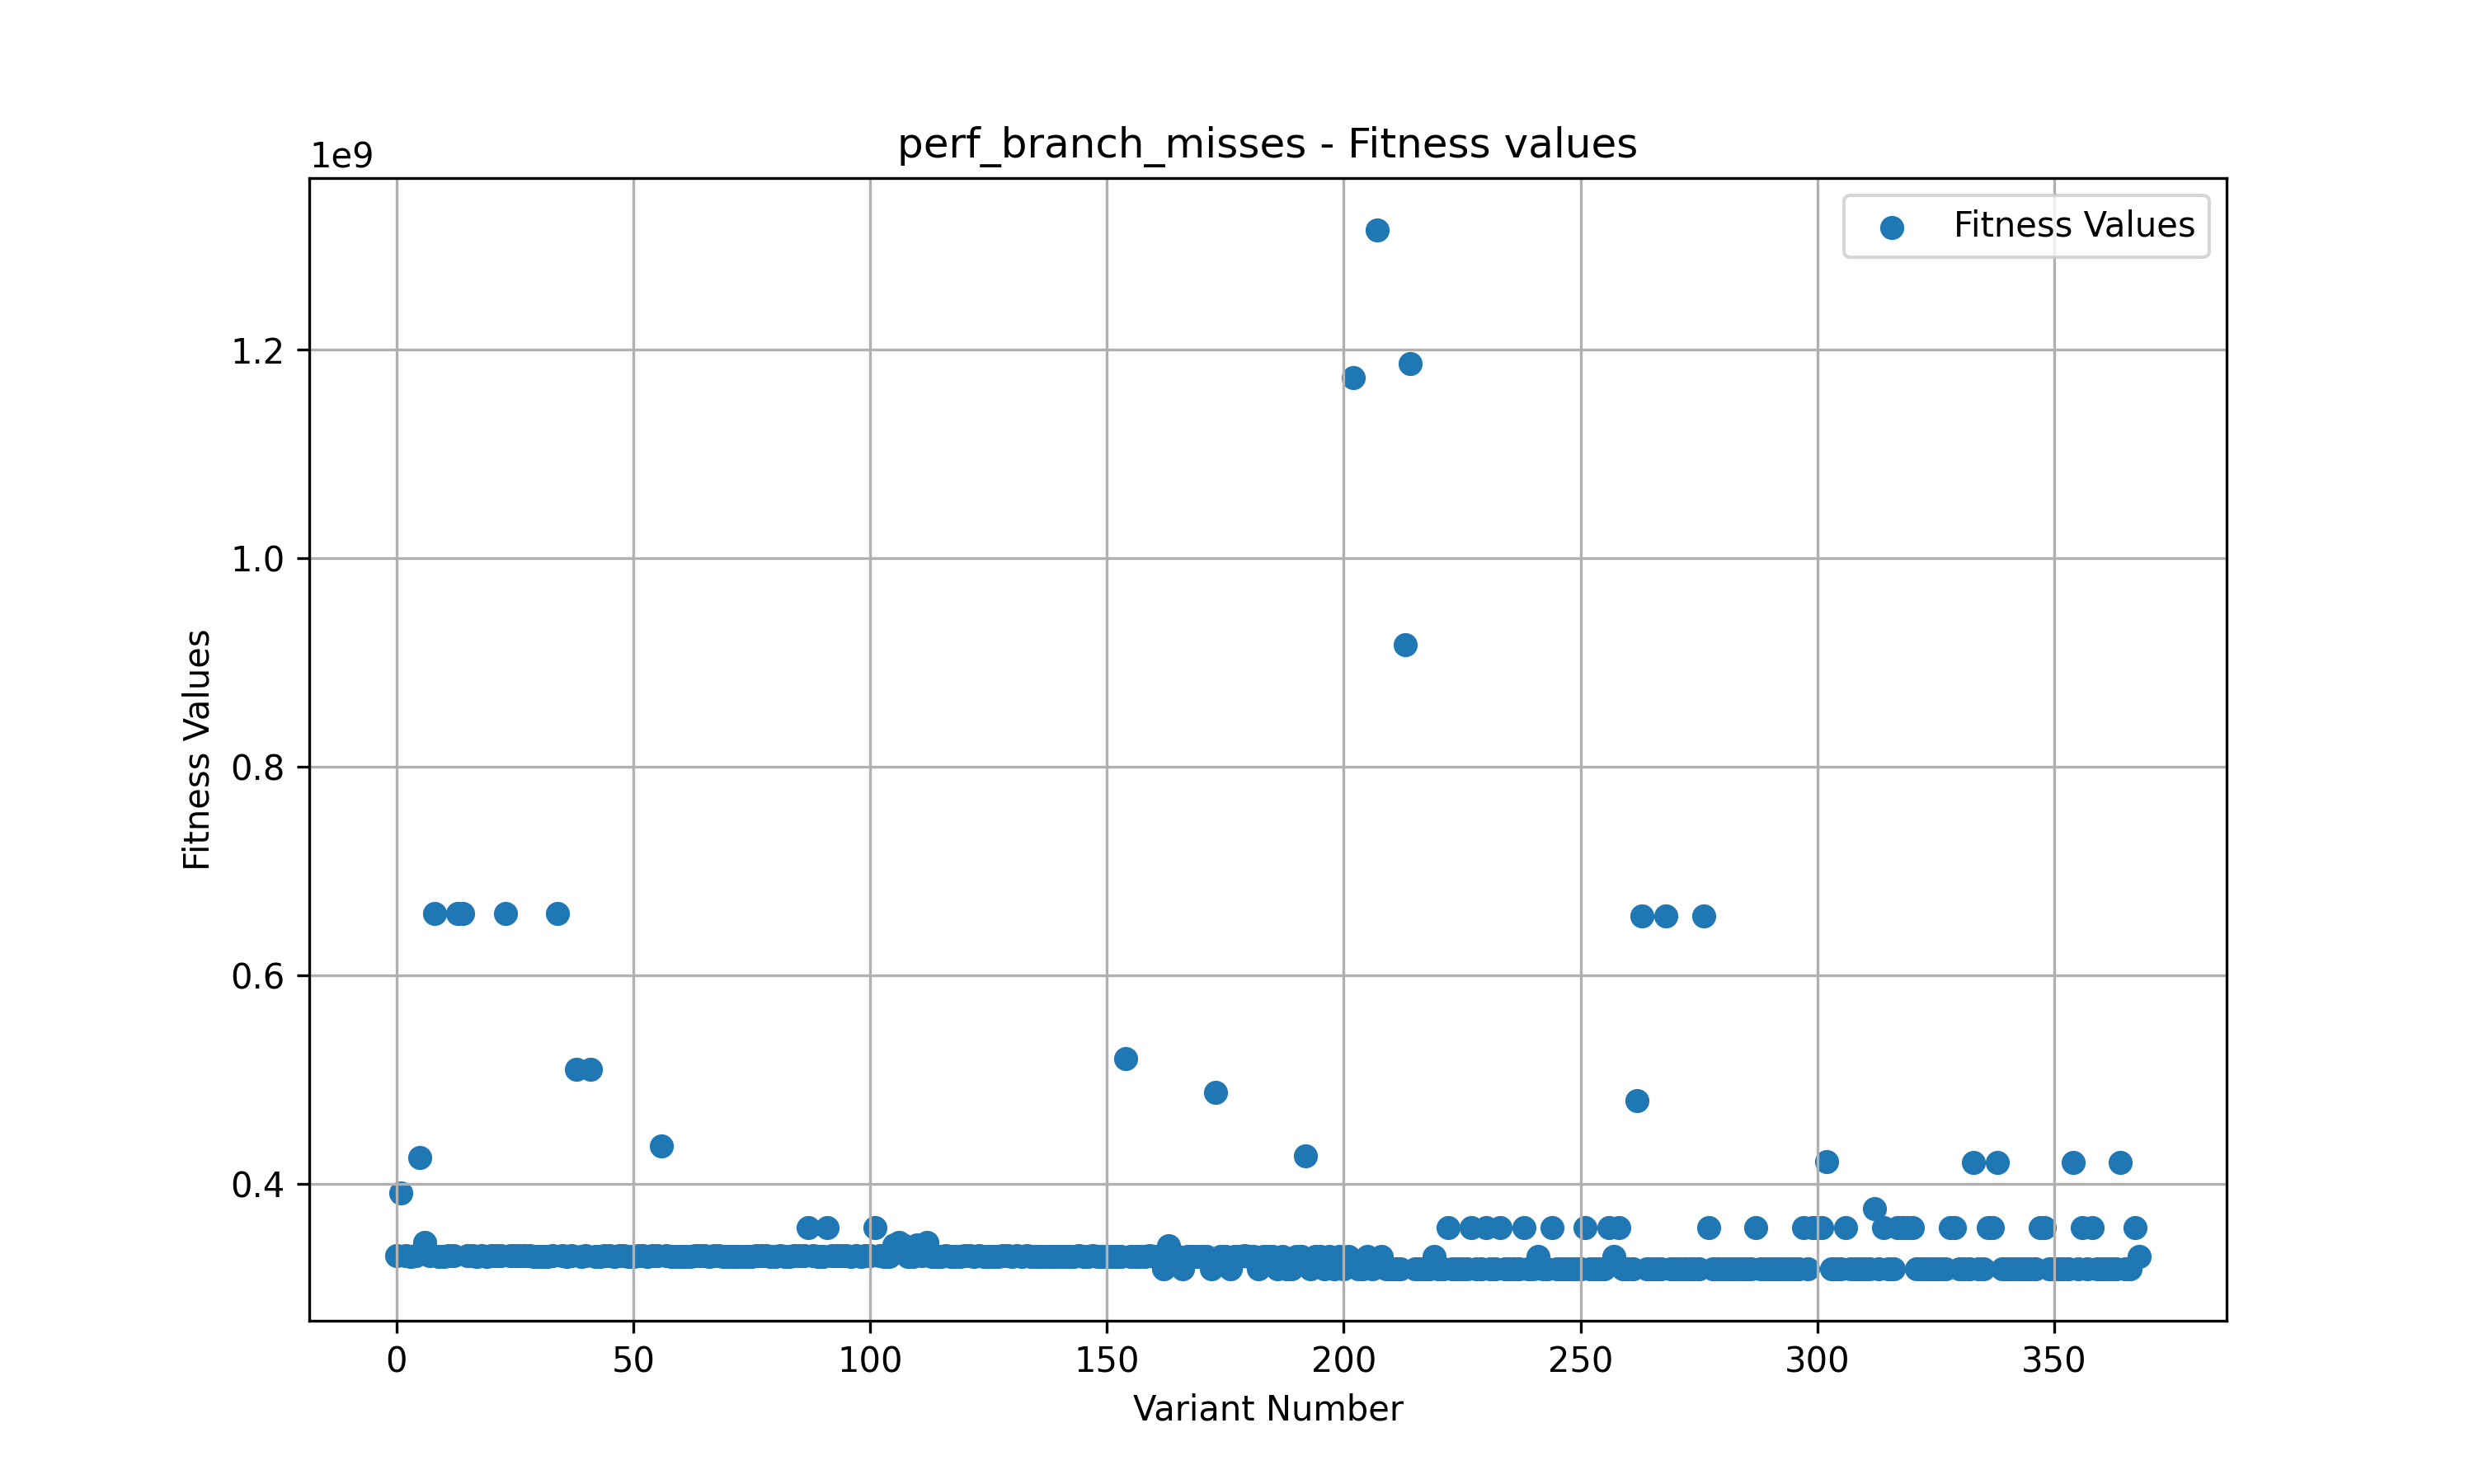 perf_branch_misses - Fitness values
1e9
Fitness Values
1.2
1.0
0.8
0.6
0.4
Fitness Values
0 50 100 150 200 250 300 350
Variant Number